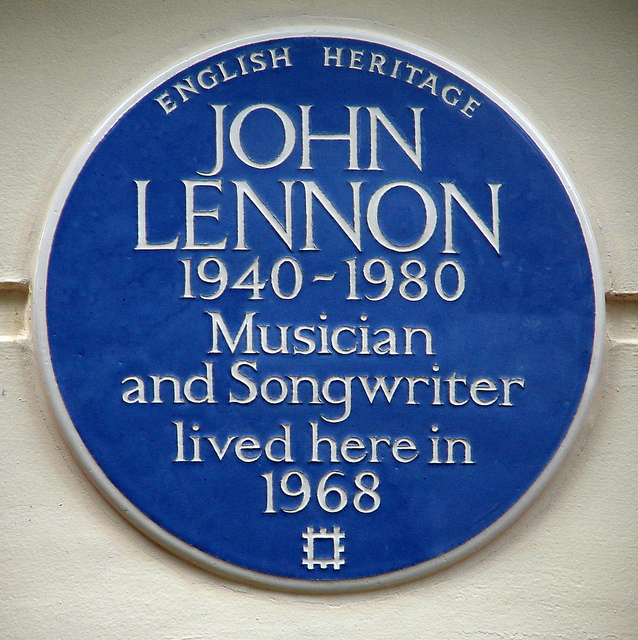 ENGLISH HERITAGE
JOHN
LENNON
1940-1980
Musician
and Songwriter
lived here in
1968